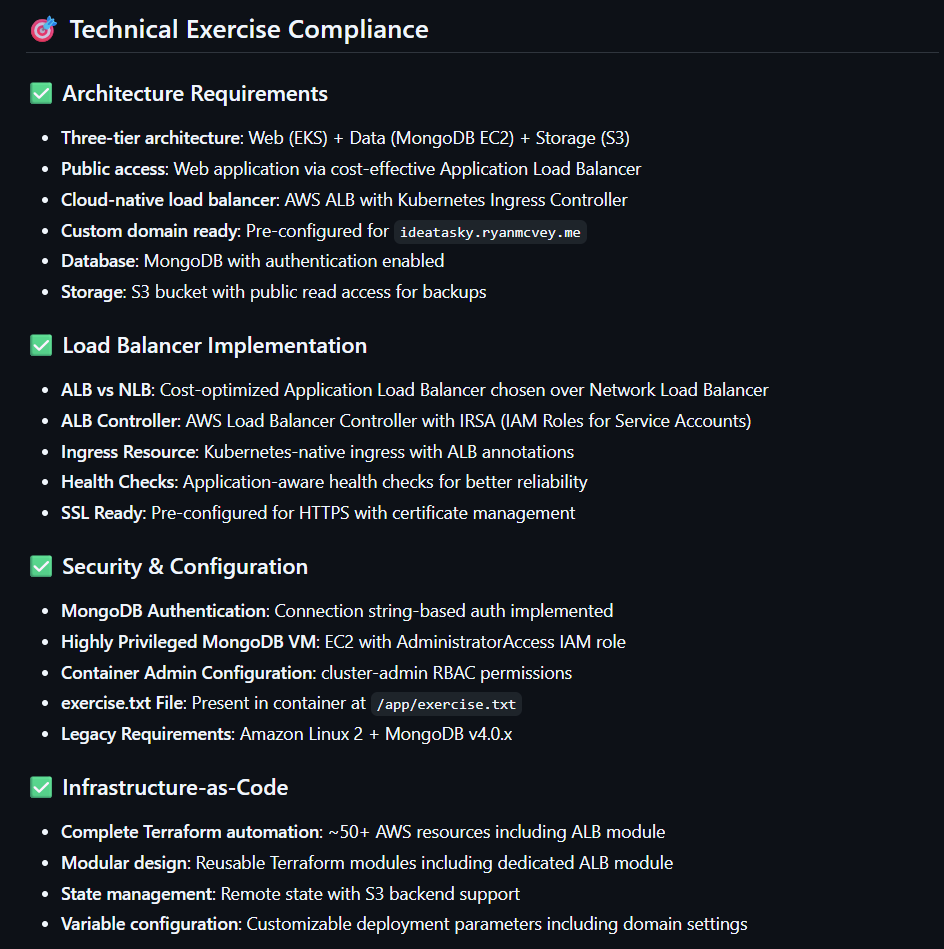 🎯 Technical Exercise Compliance
✅ Architecture Requirements
• Three-tier architecture: Web (EKS) + Data (MongoDB EC2) + Storage (S3)
• Public access: Web application via cost-effective Application Load Balancer
• Cloud-native load balancer: AWS ALB with Kubernetes Ingress Controller
• Custom domain ready: Pre-configured for ideatasky.ryanmcvey.me
• Database: MongoDB with authentication enabled
• Storage: S3 bucket with public read access for backups
✅ Load Balancer Implementation
• ALB vs NLB: Cost-optimized Application Load Balancer chosen over Network Load Balancer
• ALB Controller: AWS Load Balancer Controller with IRSA (IAM Roles for Service Accounts)
• Ingress Resource: Kubernetes-native ingress with ALB annotations
• Health Checks: Application-aware health checks for better reliability
• SSL Ready: Pre-configured for HTTPS with certificate management
✅ Security & Configuration
• MongoDB Authentication: Connection string-based auth implemented
• Highly Privileged MongoDB VM: EC2 with AdministratorAccess IAM role
• Container Admin Configuration: cluster-admin RBAC permissions
• exercise.txt File: Present in container at /app/exercise.txt
• Legacy Requirements: Amazon Linux 2 + MongoDB v4.0.x
✅ Infrastructure-as-Code
• Complete Terraform automation: ~50+ AWS resources including ALB module
• Modular design: Reusable Terraform modules including dedicated ALB module
• State management: Remote state with S3 backend support
• Variable configuration: Customizable deployment parameters including domain settings